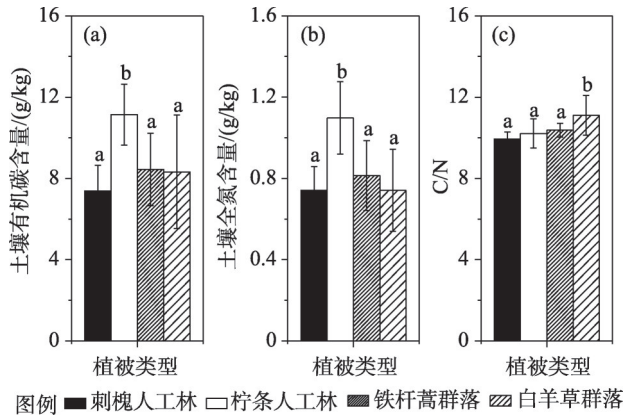 (a)
土壤有机碳含量/(g/kg)
16
12
8
4
0
a
b
a
a
植被类型
(b)
土壤全氮含量/(g/kg)
1.6
1.2
0.8
0.4
0
a
b
a
a
植被类型
(c)
C/N
16
12
8
4
0
a
a
a
b
植被类型
图例 刺槐人工林 柠条人工林 铁杆蒿群落 白羊草群落